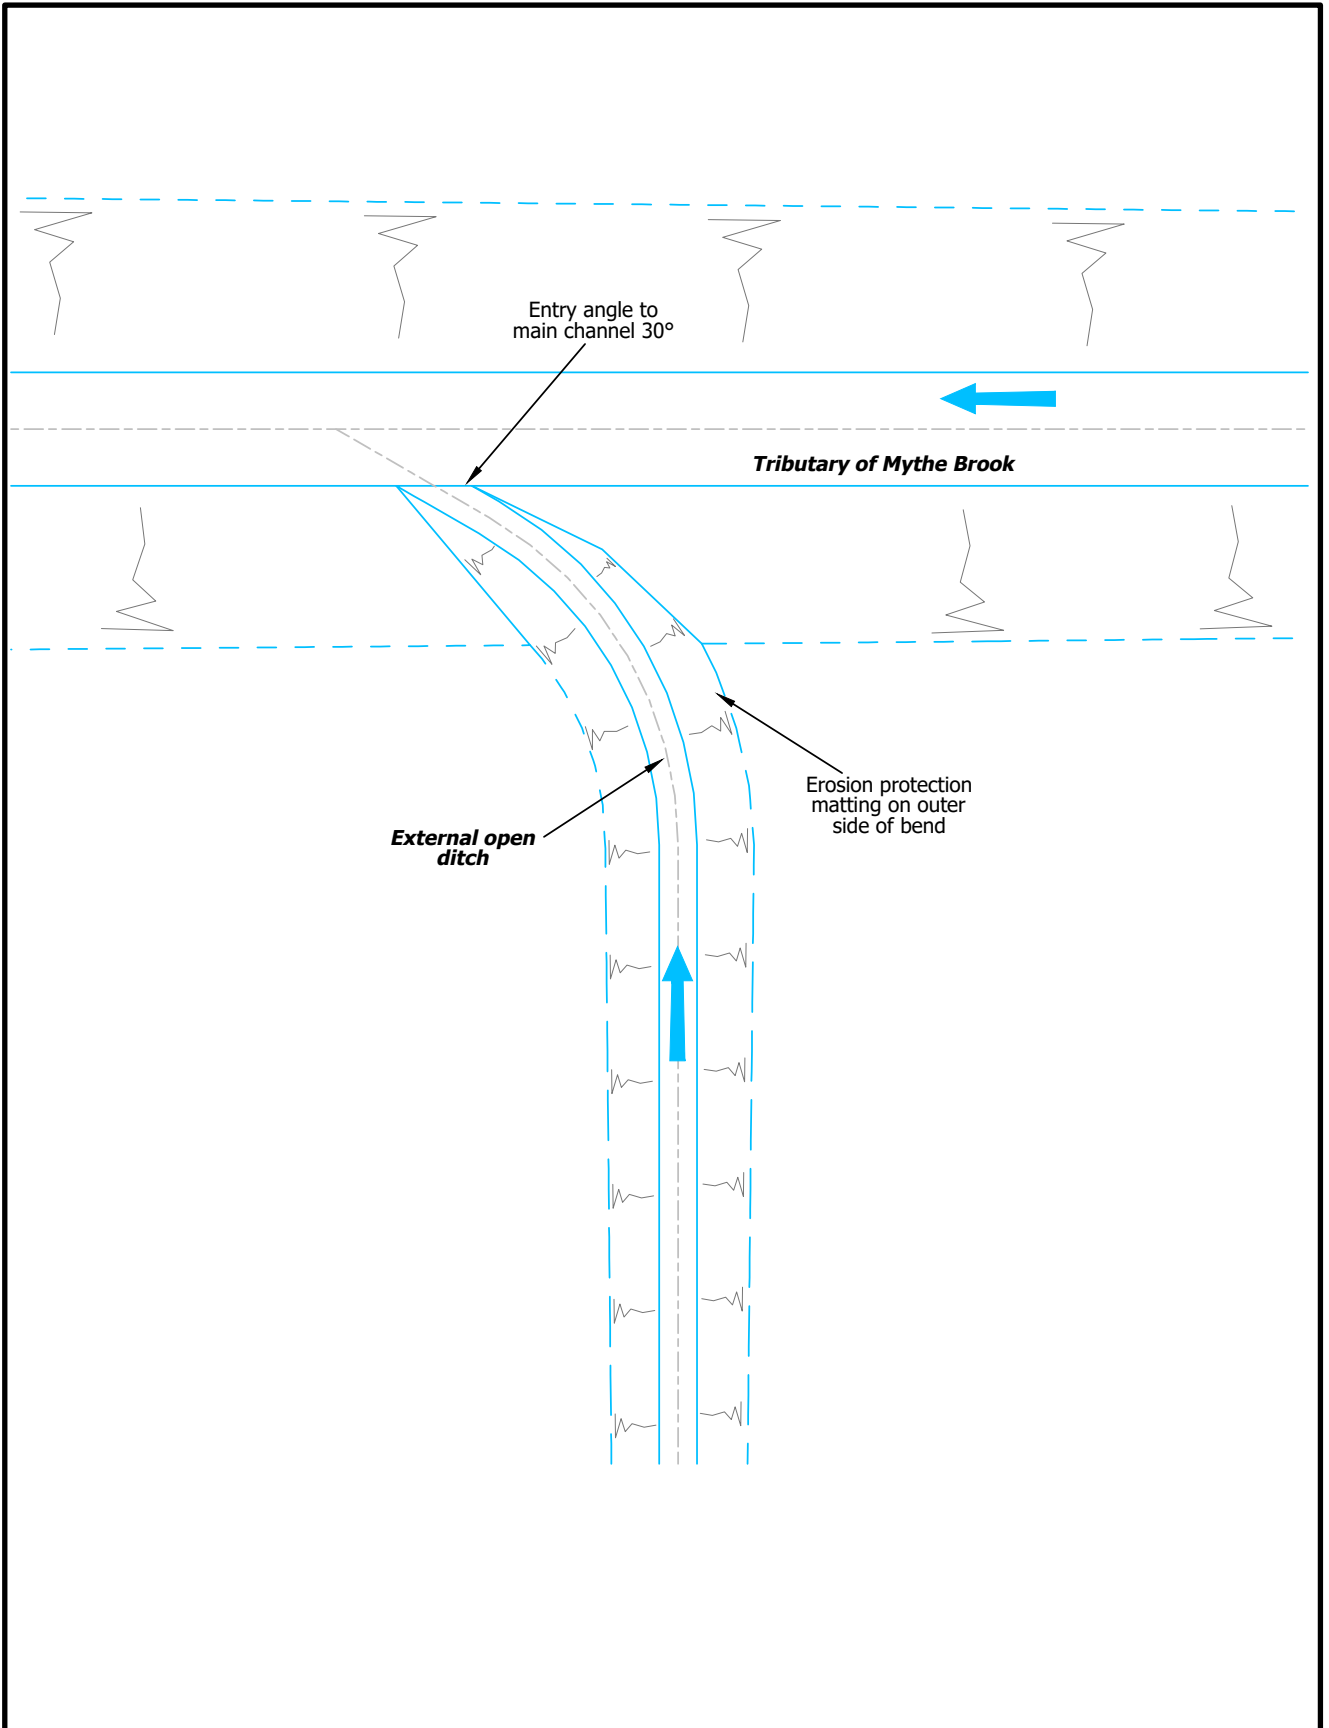 Entry angle to
main channel 30°
Tributary of Mythe Brook
Erosion protection
matting on outer
side of bend
External open
ditch